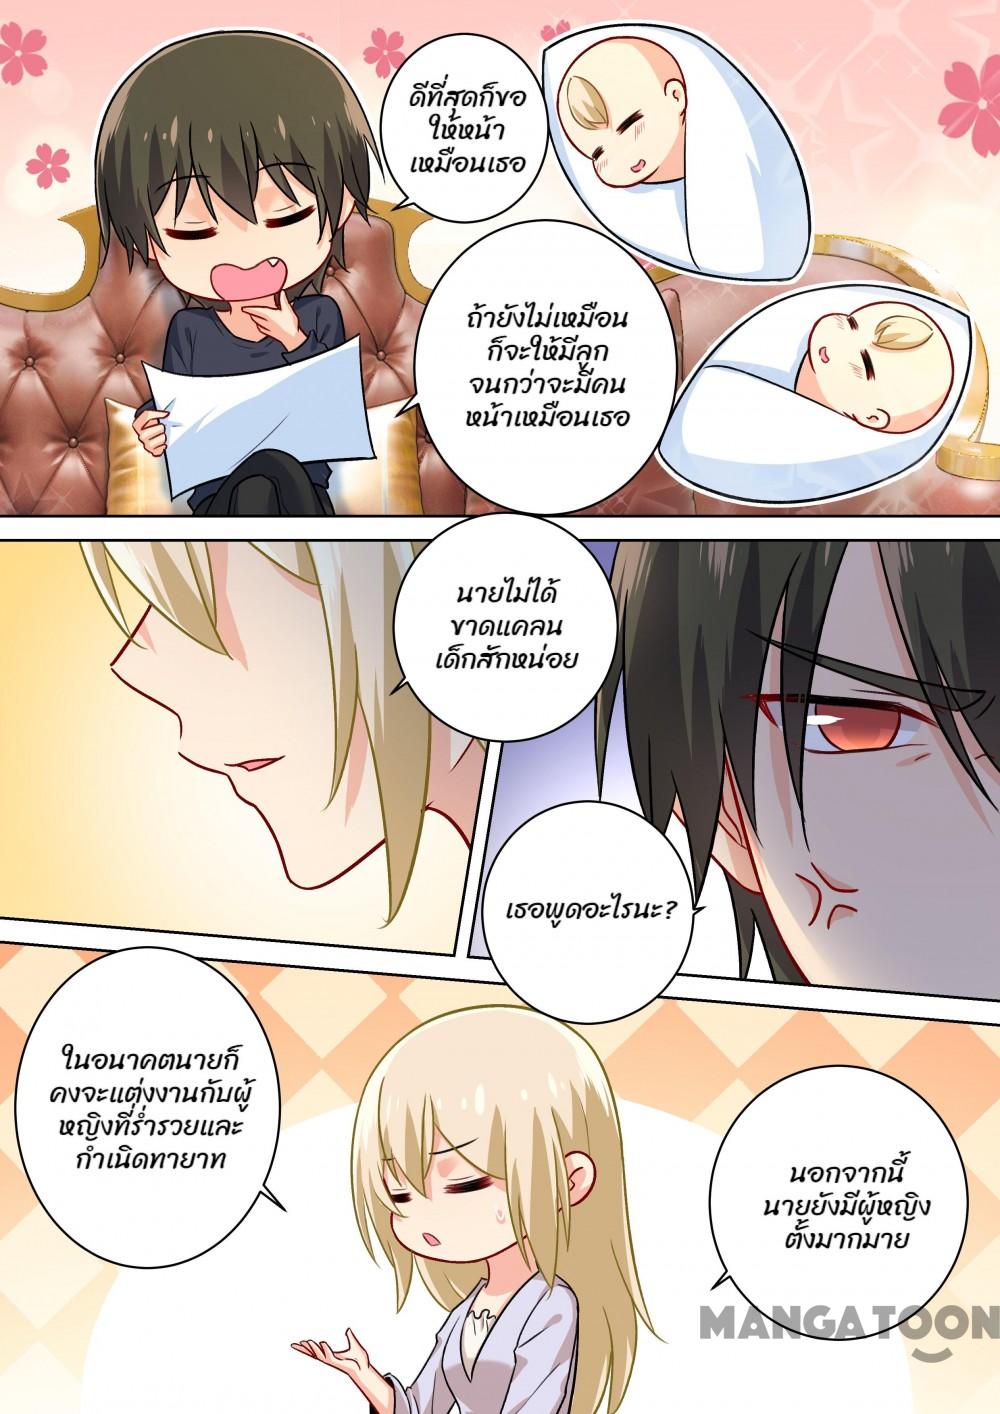 ดีที่สุดก็ขอ
ให้หน้า
เหมือนเธอ
ถ้ายังไม่เหมือน
ก็จะให้มีลูก
จนกว่าจะมีคน
หน้าเหมือนเธอ
นายไม่ได้
ขาดแคลน
เด็กสักหน่อย
เธอพูดอะไรนะ?
ในอนาคตนายก็
คงจะแต่งงานกับผู้
หญิงที่ร่ำรวยและ
กำเนิดทายาท
นอกจากนี้
นายยังมีผู้หญิง
ตั้งมากมาย
MANGATOON